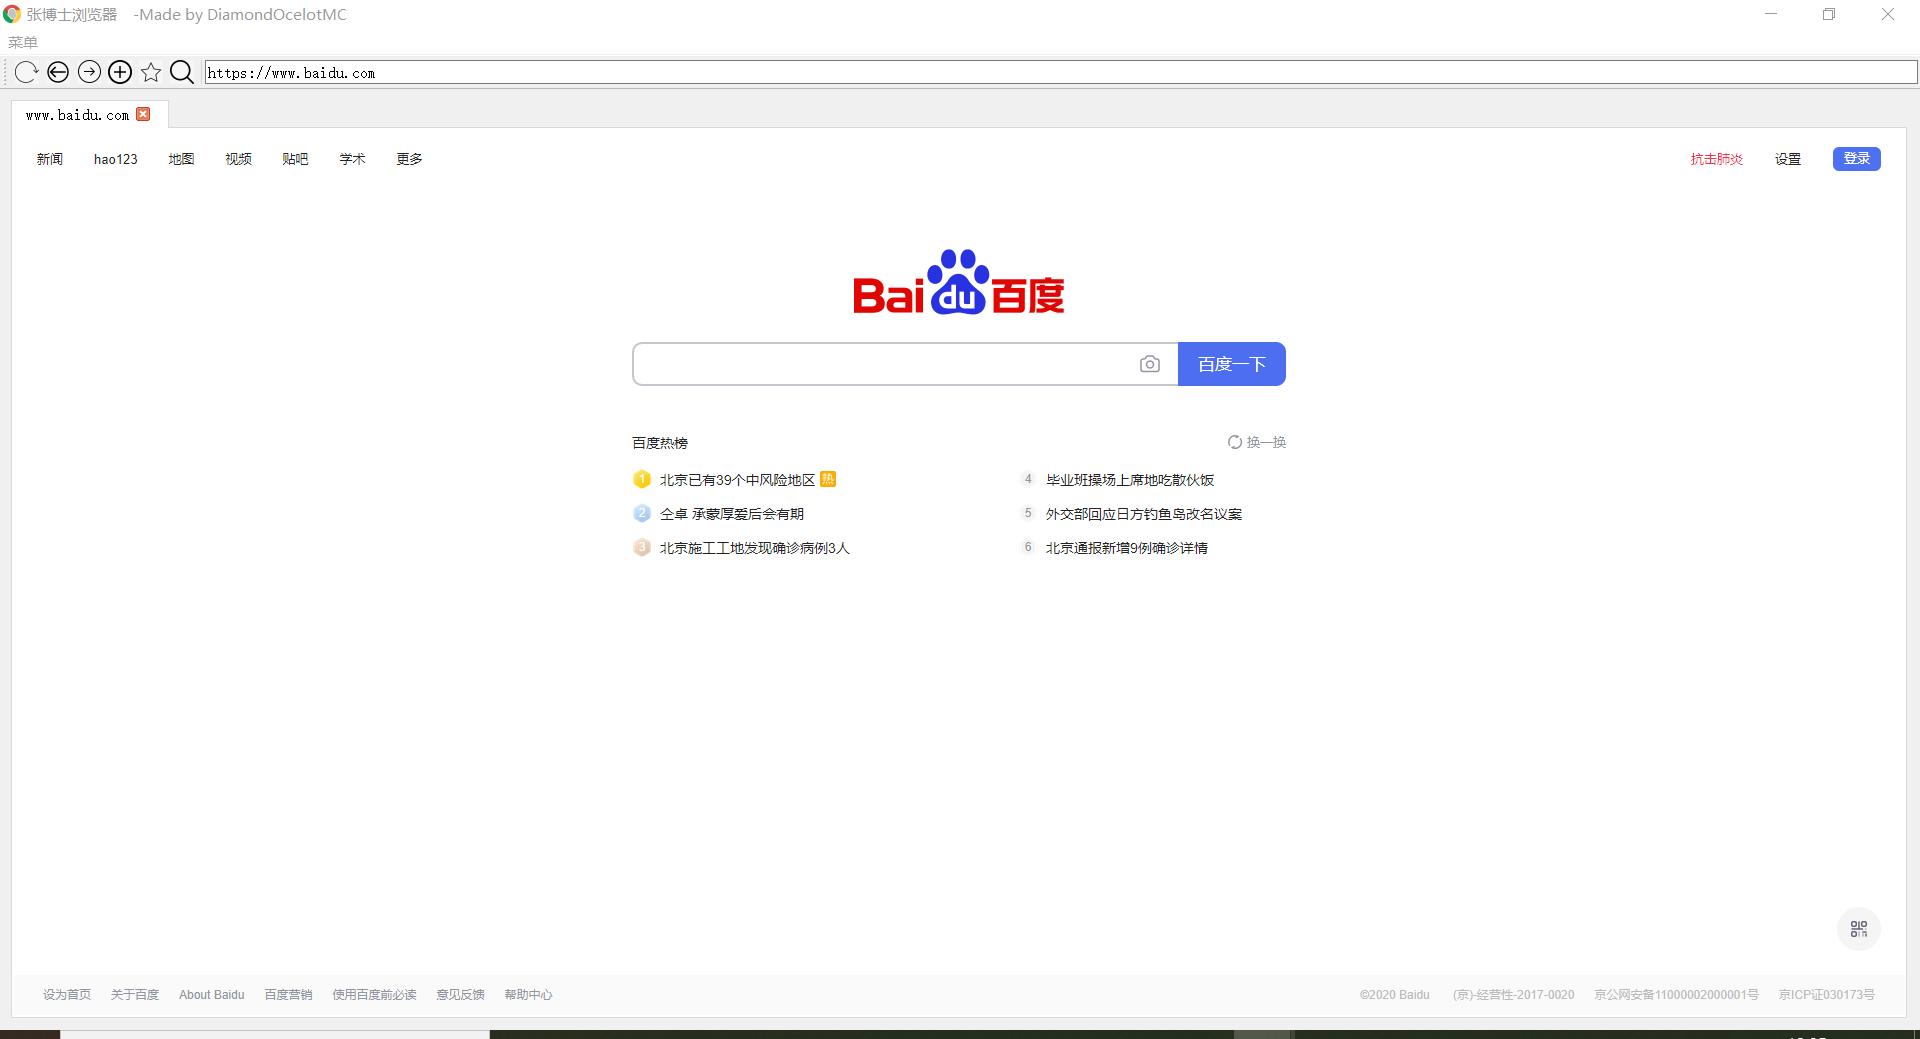 张博士浏览器 -Made by DiamondOcelotMC
菜单
https://www.baidu.com
www.baidu.com
新闻 hao123 地图 视频 贴吧 学术 更多 抗击肺炎 设置 登录
Bai du 百度
百度一下
百度热榜 换一换
1 北京已有39个中风险地区 热
2 仝卓 承蒙厚爱后会有期
3 北京施工工地发现确诊病例3人
4 毕业班操场上席地吃散伙饭
5 外交部回应日方钓鱼岛改名议案
6 北京通报新增9例确诊详情
设为首页 关于百度 About Baidu 百度营销 使用百度前必读 意见反馈 帮助中心 ©2020 Baidu (京)-经营性-2017-0020 京公网安备11000002000001号 京ICP证030173号